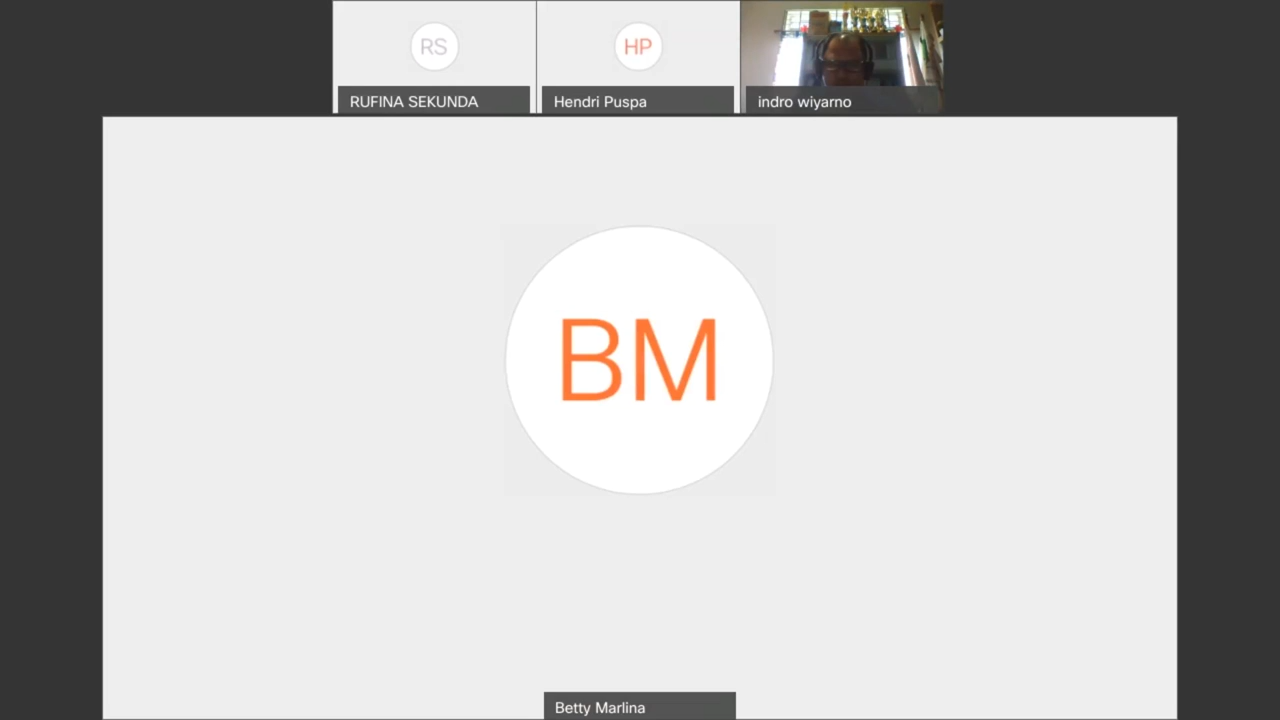 RS
HP
RUFINA SEKUNDA
Hendri Puspa
indro wiyarno
BM
Betty Marlina